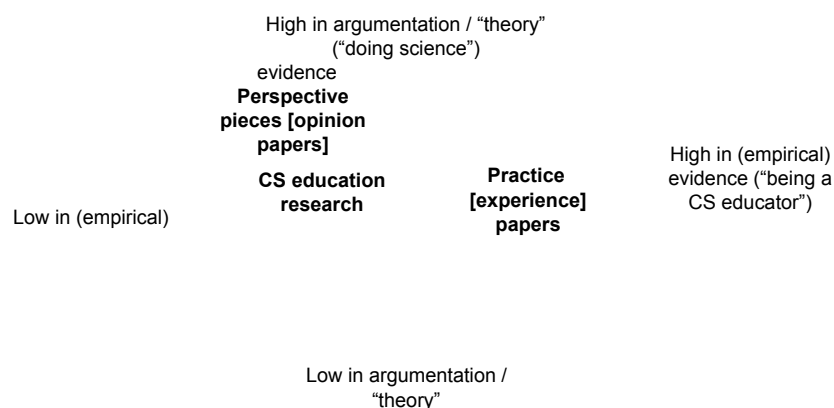 High in argumentation / “theory”
(“doing science”)
evidence
Perspective
pieces [opinion
papers]
CS education
research
Practice
[experience]
papers
High in (empirical)
evidence (“being a
CS educator”)
Low in (empirical)
Low in argumentation /
“theory”